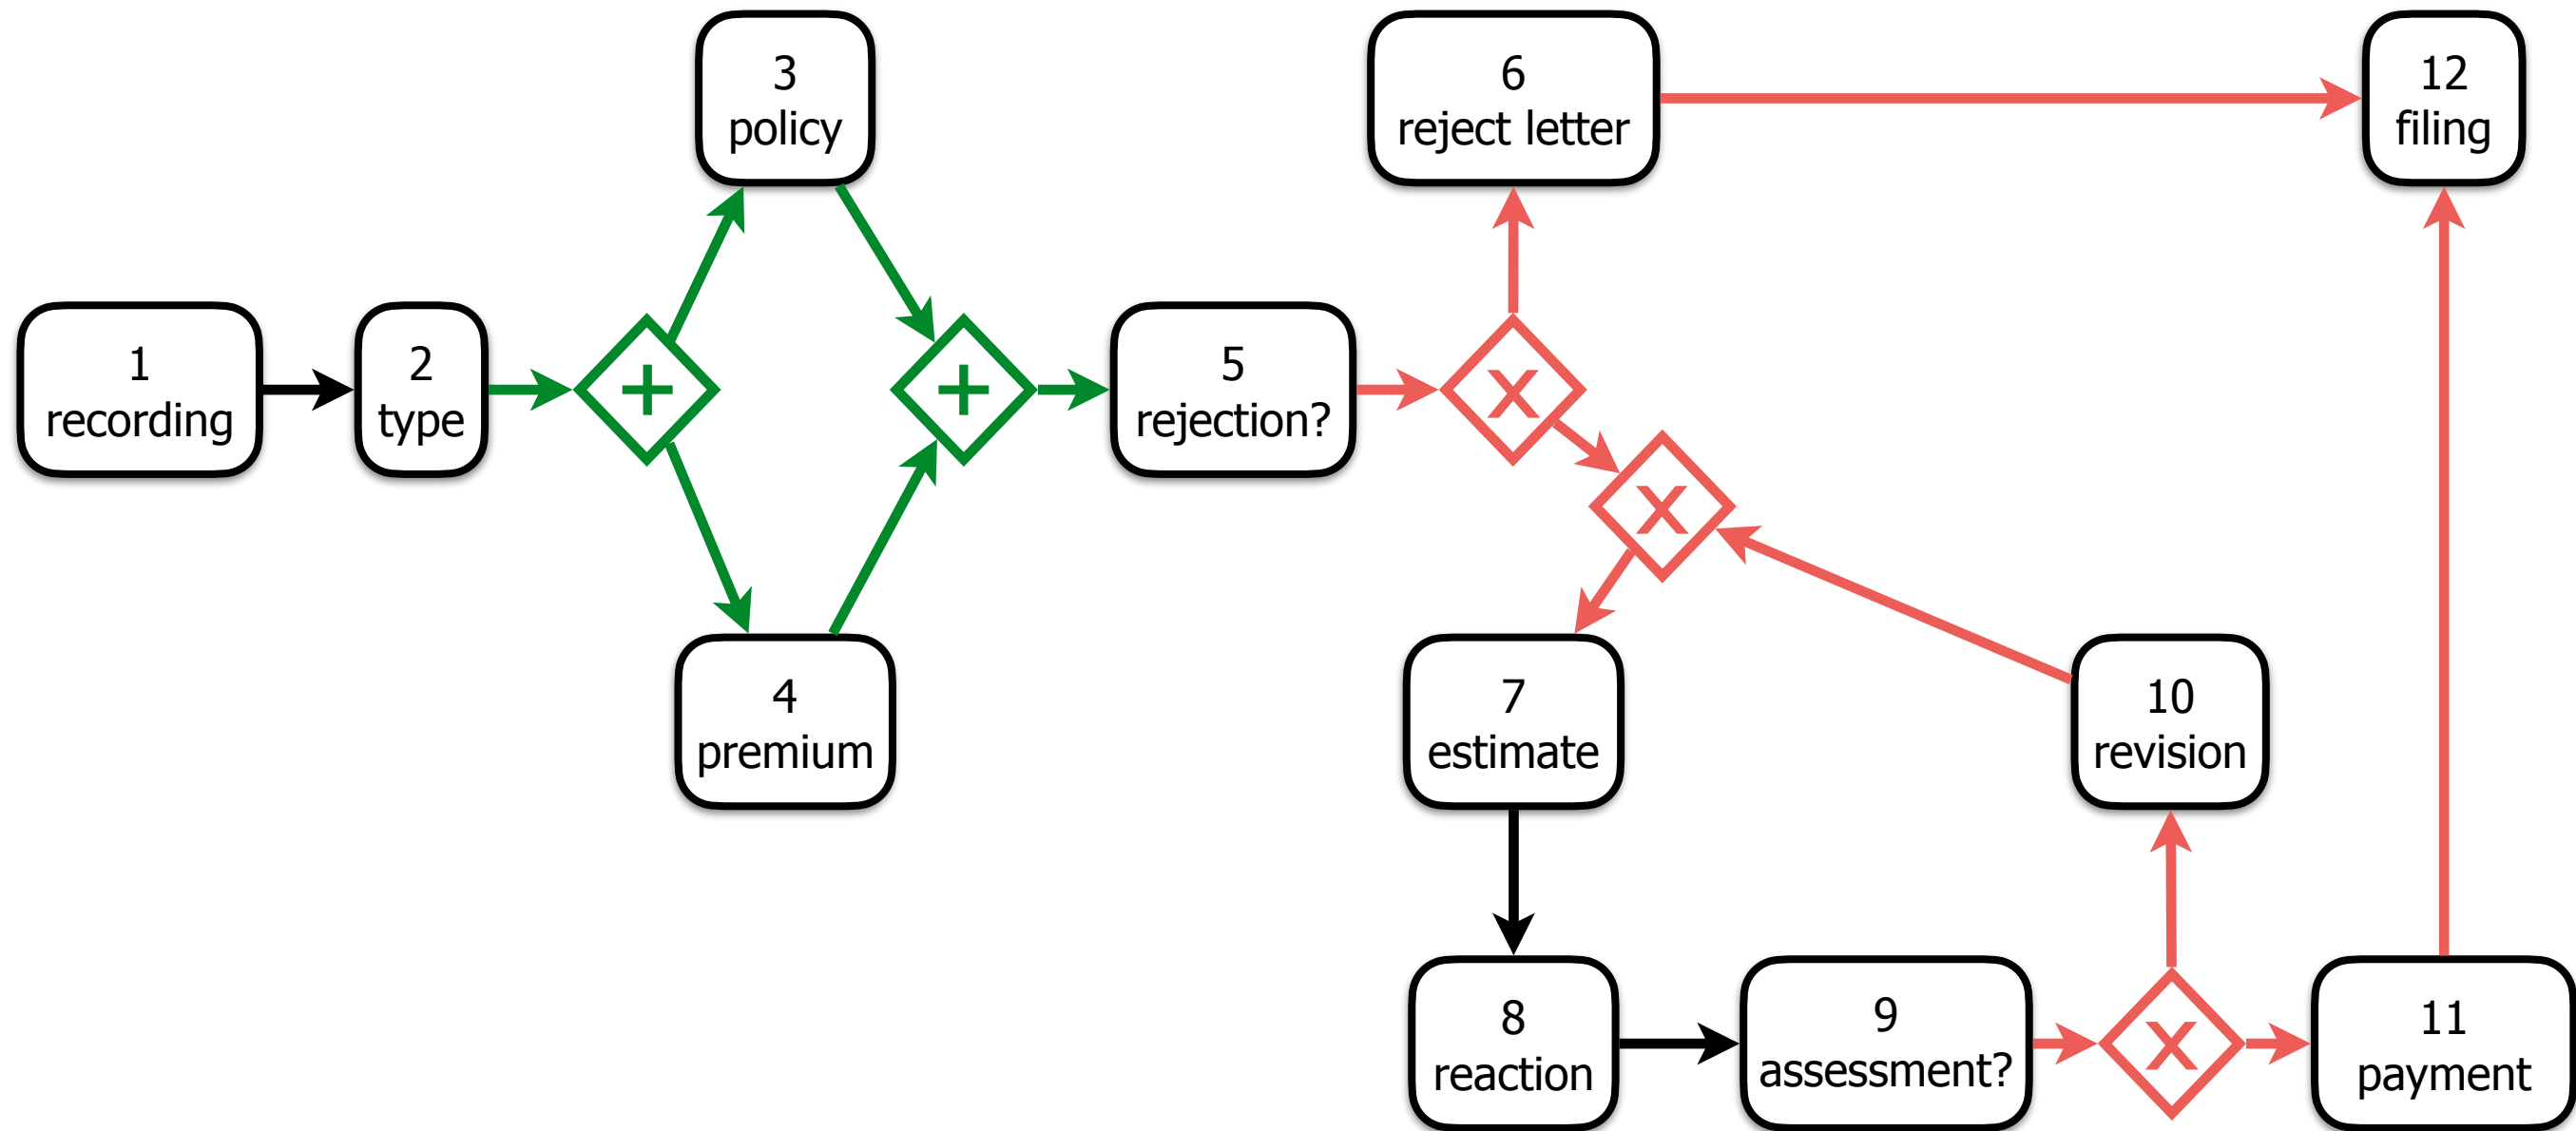 3
policy
6
reject letter
12
filing
1
recording
2
type
+
+
5
rejection?
X
X
4
premium
7
estimate
10
revision
8
reaction
9
assessment?
X
11
payment